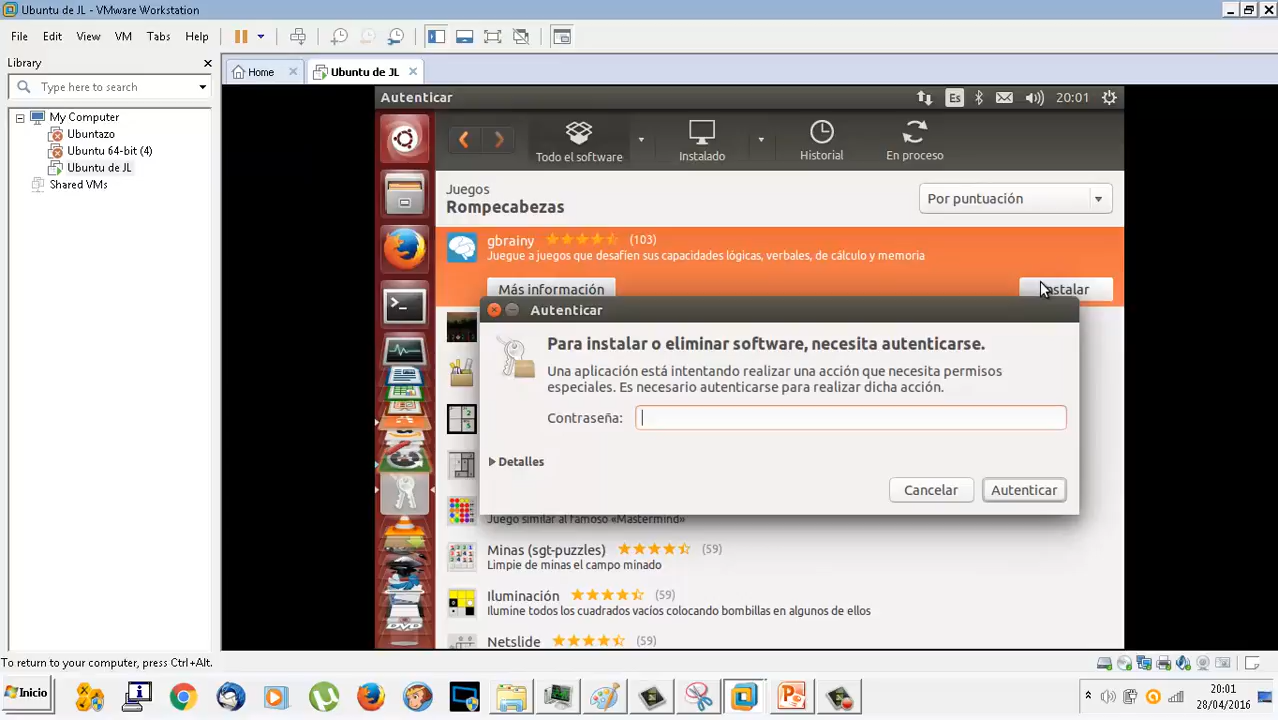 Ubuntu de JL - VMware Workstation
File Edit View VM Tabs Help
Library
Type here to search
My Computer
Ubuntazo
Ubuntu 64-bit (4)
Ubuntu de JL
Shared VMs
Home
Ubuntu de JL
Autenticar
Es
20:01
Todo el software
Instalado
Historial
En proceso
Juegos
Rompecabezas
Por puntuación
gbrainy (103)
Juegue a juegos que desafíen sus capacidades lógicas, verbales, de cálculo y memoria
Más información
Instalar
Autenticar
Para instalar o eliminar software, necesita autenticarse.
Una aplicación está intentando realizar una acción que necesita permisos
especiales. Es necesario autenticarse para realizar dicha acción.
Contraseña:
Detalles
Cancelar
Autenticar
Juego similar al famoso «Mastermind»
Minas (sgt-puzzles) (59)
Limpie de minas el campo minado
Iluminación (59)
Ilumine todos los cuadrados vacíos colocando bombillas en algunos de ellos
Netslide (59)
To return to your computer, press Ctrl+Alt.
Inicio
20:01
28/04/2016